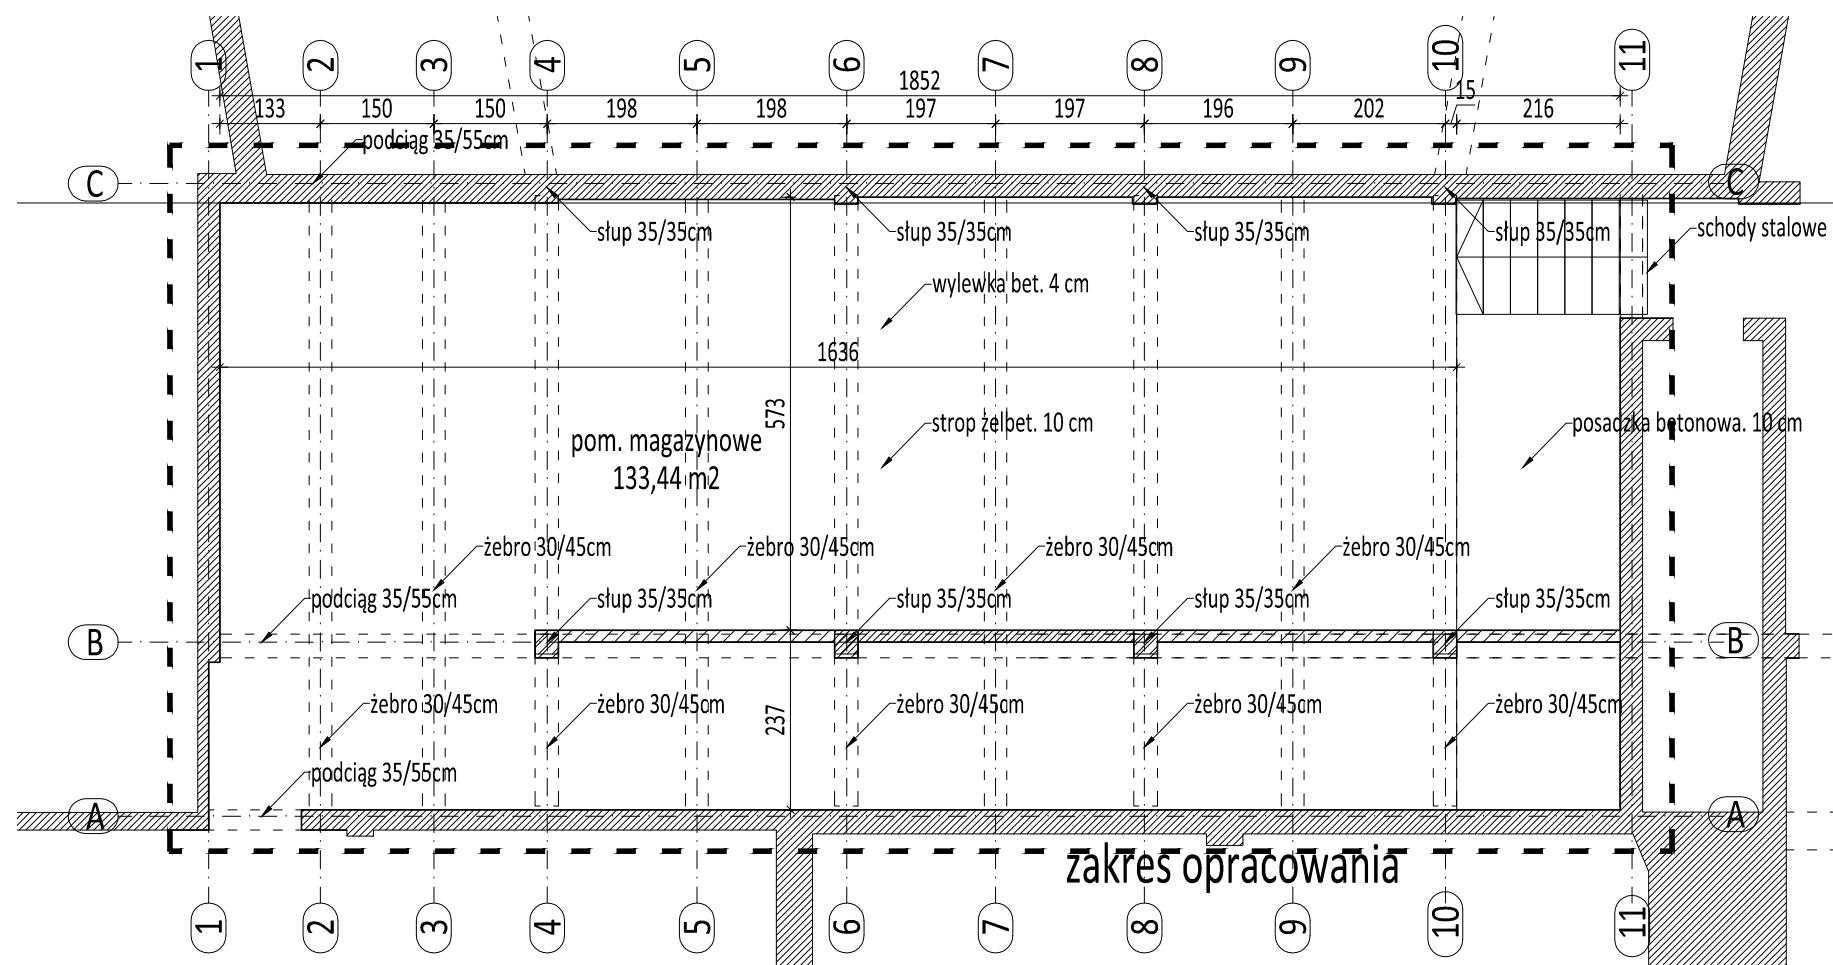 1 2 3 4 5 6 7 8 9 10 11
1852
15
133 150 150 198 198 197 197 196 202 216
podciąg 35/55cm
C C
słup 35/35cm słup 35/35cm słup 35/35cm słup 35/35cm schody stalowe
wylewka bet. 4 cm
1636
573
strop żelbet. 10 cm posadzka betonowa. 10 cm
pom. magazynowe
133,44 m2
żebro 30/45cm żebro 30/45cm żebro 30/45cm żebro 30/45cm
podciąg 35/55cm słup 35/35cm słup 35/35cm słup 35/35cm słup 35/35cm
B B
żebro 30/45cm żebro 30/45cm żebro 30/45cm żebro 30/45cm żebro 30/45cm
237
podciąg 35/55cm
A A
zakres opracowania
1 2 3 4 5 6 7 8 9 10 11